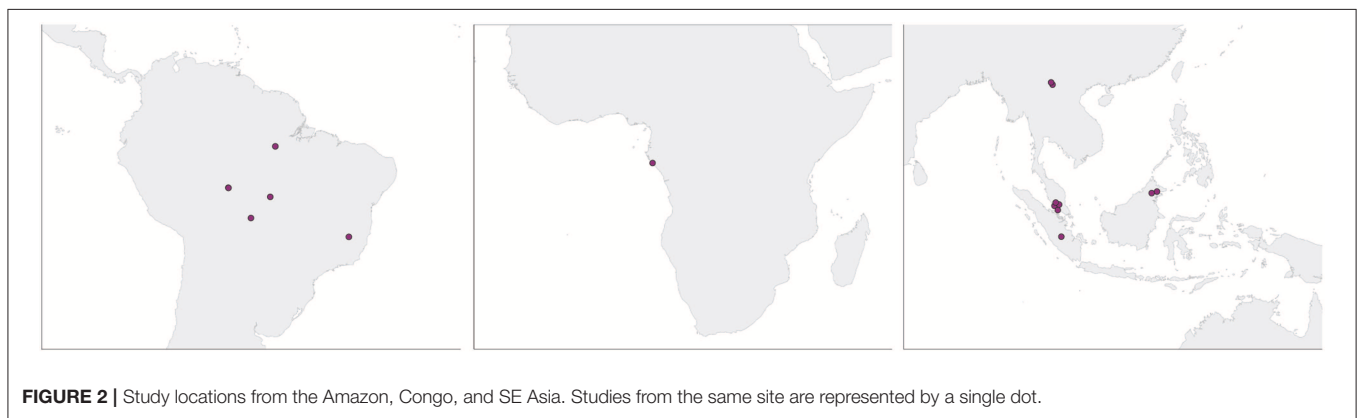 FIGURE 2 | Study locations from the Amazon, Congo, and SE Asia. Studies from the same site are represented by a single dot.